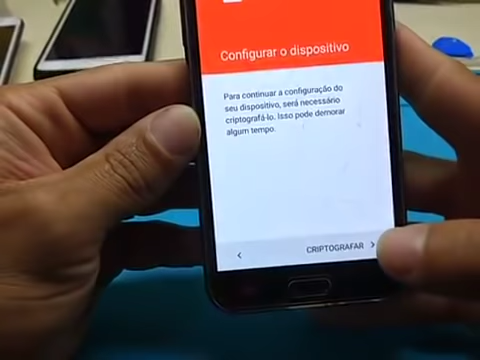 Configurar o dispositivo
Para continuar a configuração do
seu dispositivo, será necessário
criptografá-lo. Isso pode demorar
algum tempo.
CRIPTOGRAFAR